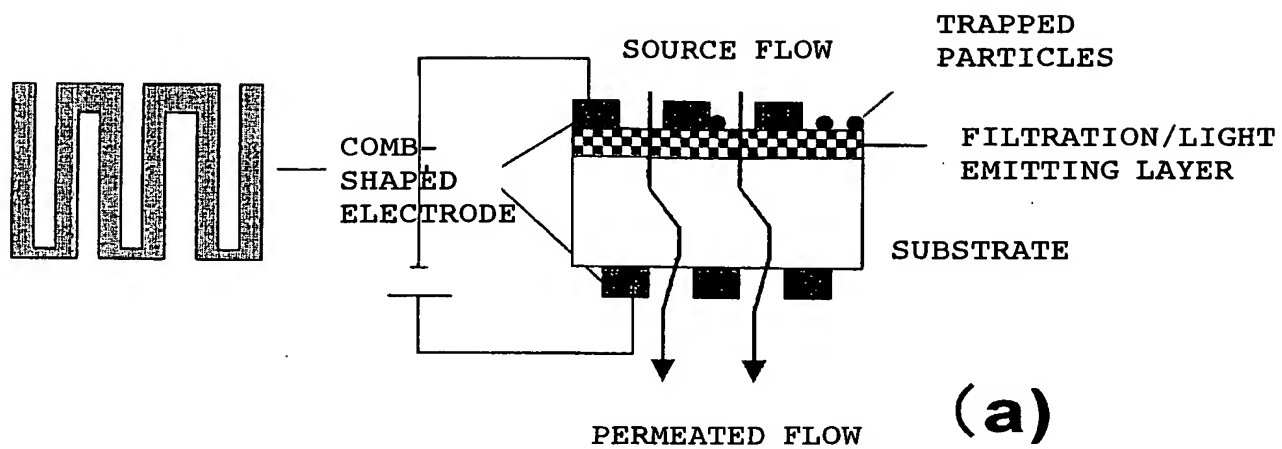 SOURCE FLOW
TRAPPED
PARTICLES
COMB-
SHAPED
ELECTRODE
FILTRATION/LIGHT
EMITTING LAYER
SUBSTRATE
PERMEATED FLOW
(a)